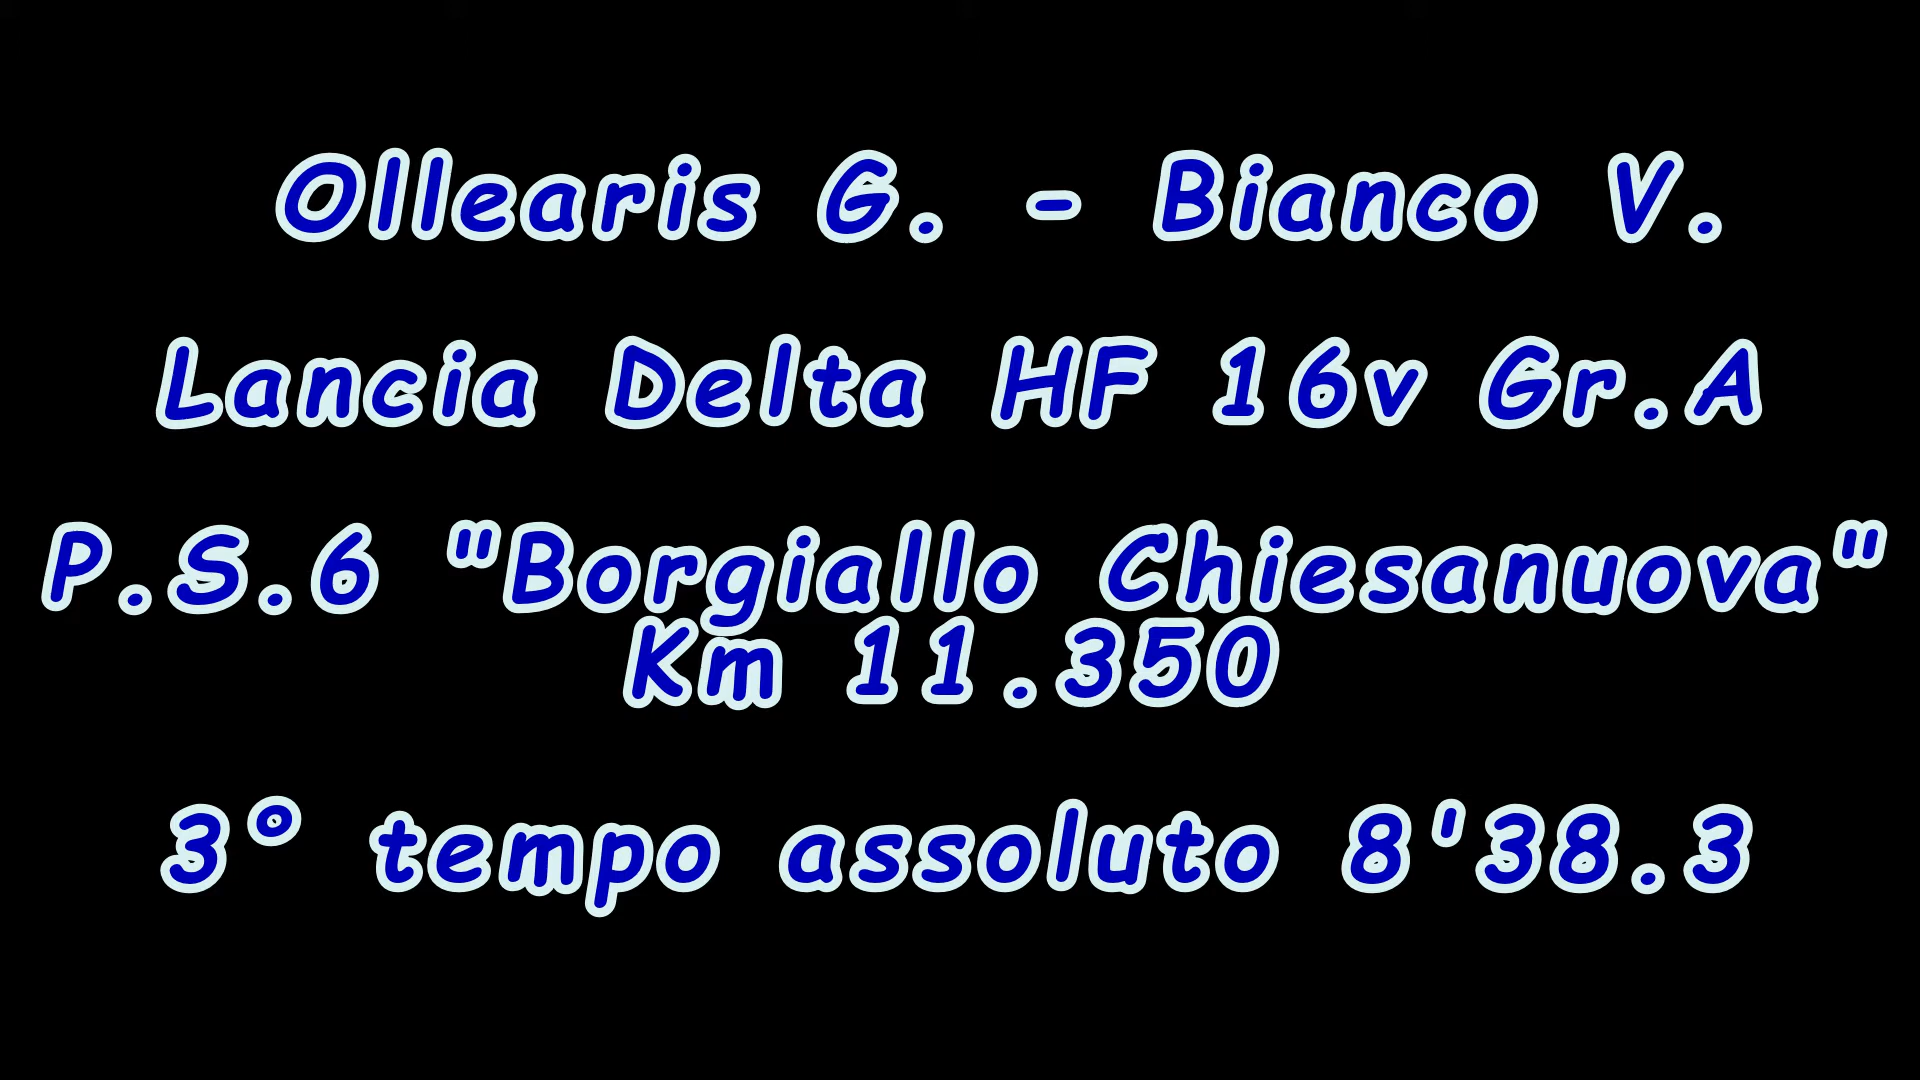 Ollearis G. - Bianco V.
Lancia Delta HF 16v Gr.A
P.S.6 "Borgiallo Chiesanuova"
Km 11.350
3° tempo assoluto 8'38.3